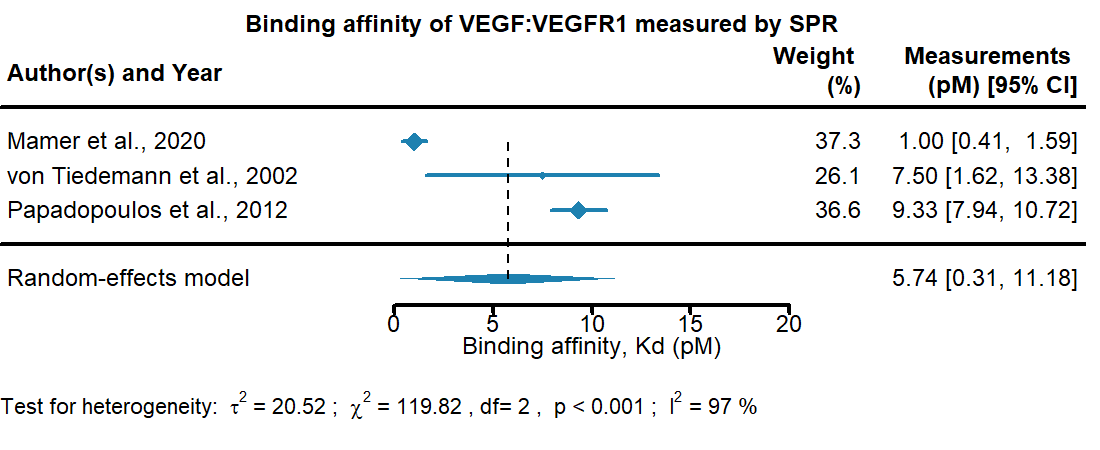 Binding affinity of VEGF:VEGFR1 measured by SPR
Author(s) and Year Weight (%) Measurements (pM) [95% CI]
Mamer et al., 2020 37.3 1.00 [0.41, 1.59]
von Tiedemann et al., 2002 26.1 7.50 [1.62, 13.38]
Papadopoulos et al., 2012 36.6 9.33 [7.94, 10.72]
Random-effects model 5.74 [0.31, 11.18]
0 5 10 15 20
Binding affinity, Kd (pM)
Test for heterogeneity: τ² = 20.52 ; χ² = 119.82 , df= 2 , p < 0.001 ; I² = 97 %